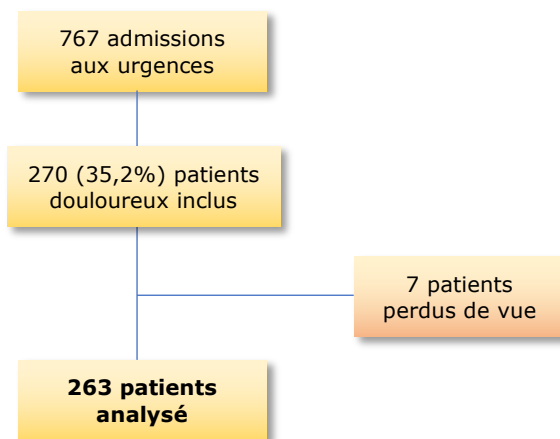 767 admissions
aux urgences
270 (35,2%) patients
douloureux inclus
7 patients
perdus de vue
263 patients
analysé